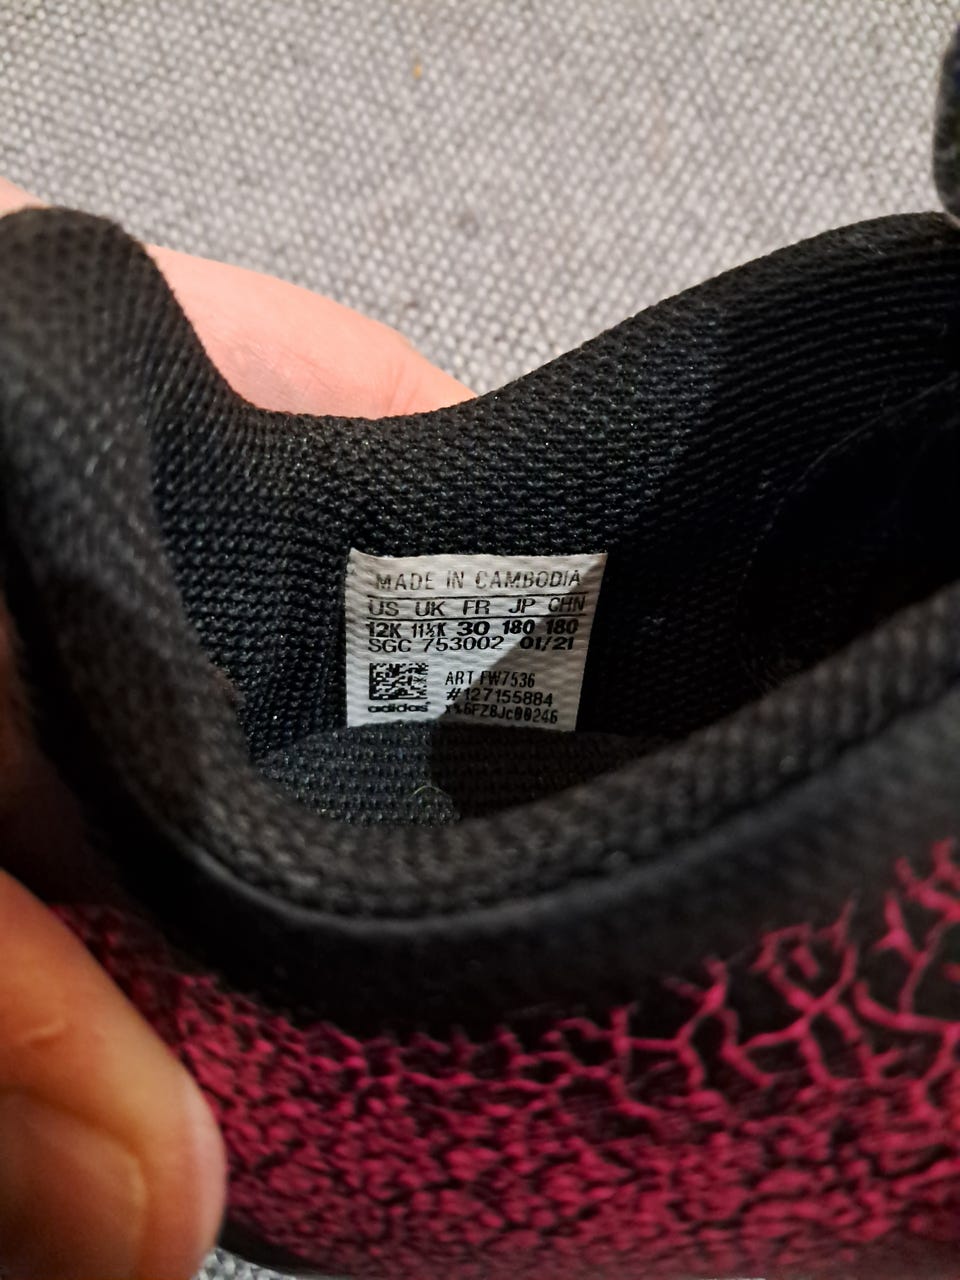 MADE IN CAMBODIA
US UK FR JP CHN
12K 11½K 30 180 180
SGC 753002 01/21
ART FW7536
#127155884
adidas